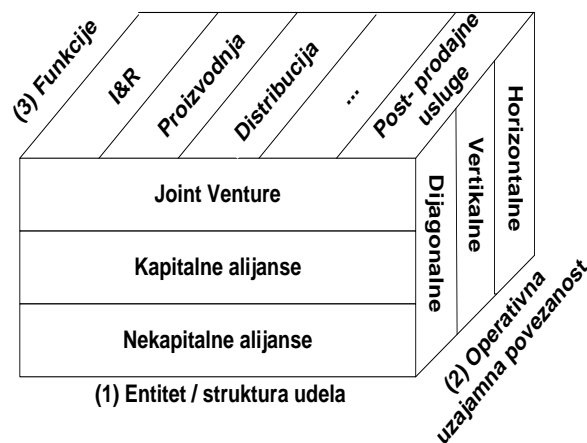 (3) Funkcije
I&R
Proizvodnja
Distribucija
...
Post- prodajne
usluge
Joint Venture
Kapitalne alijanse
Nekapitalne alijanse
Dijagonalne
Vertikalne
Horizontalne
(1) Entitet / struktura udela
(2) Operativna
uzajamna povezanost